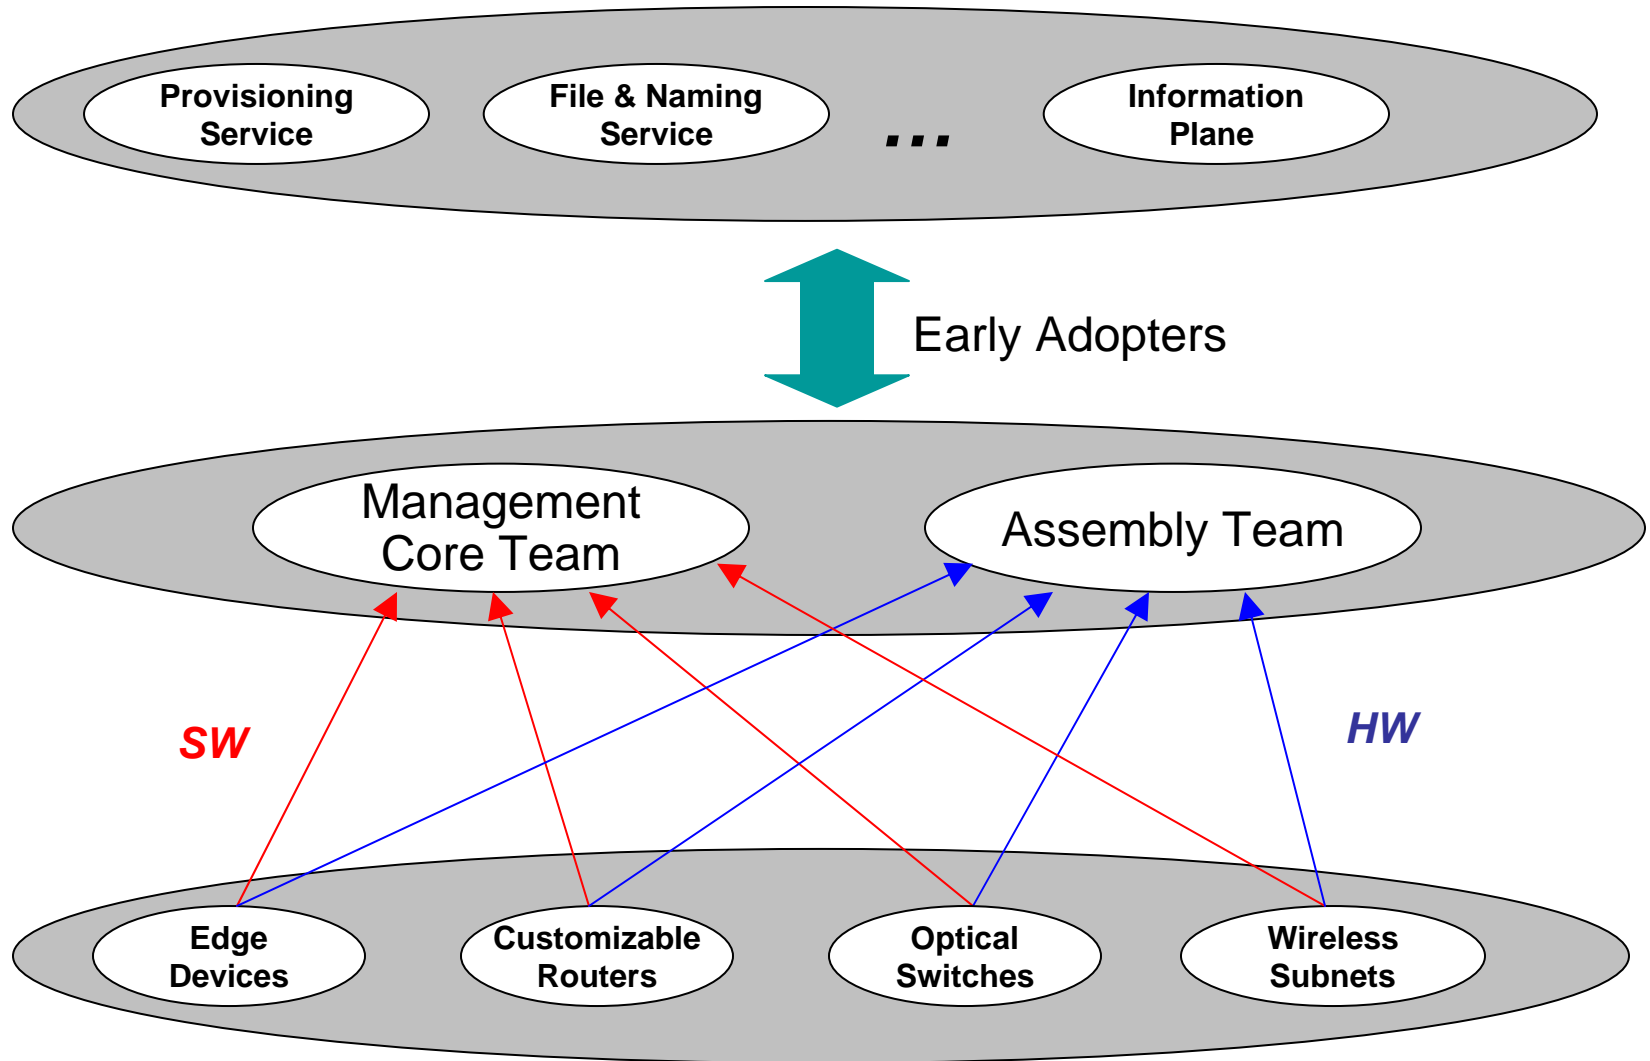 Provisioning
Service
File & Naming
Service
...
Information
Plane
Early Adopters
Management
Core Team
Assembly Team
SW
HW
Edge
Devices
Customizable
Routers
Optical
Switches
Wireless
Subnets